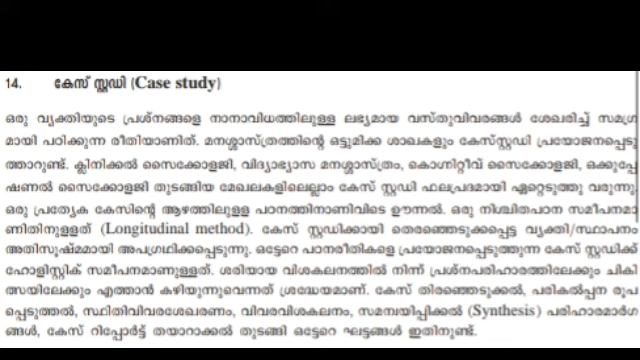 14. കേസ് സ്റ്റഡി (Case study)
ഒരു വ്യക്തിയുടെ പ്രശ്നങ്ങളെ നാനാവിധത്തിലുള്ള ലഭ്യമായ വസ്തുവിവരങ്ങൾ ശേഖരിച്ച് സമഗ്ര
മായി പഠിക്കുന്ന രീതിയാണിത്. മനശ്ശാസ്ത്രത്തിന്റെ ഒട്ടുമിക്ക ശാഖകളും കേസ്സ്റ്റഡി പ്രയോജനപ്പെടു
ത്താറുണ്ട്. ക്ലിനിക്കൽ സൈക്കോളജി, വിദ്യാഭ്യാസ മനശ്ശാസ്ത്രം, കൊഗ്നിറ്റീവ് സൈക്കോളജി, ഒക്കുപ്പേ
ഷണൽ സൈക്കോളജി തുടങ്ങിയ മേഖലകളിലെല്ലാം കേസ് സ്റ്റഡി ഫലപ്രദമായി ഏറ്റെടുത്തു വരുന്നു.
ഒരു പ്രത്യേക കേസിന്റെ ആഴത്തിലുളള പഠനത്തിനാണിവിടെ ഊന്നൽ. ഒരു നിശ്ചിതപഠന സമീപനമാ
ണിതിനുളളത് (Longitudinal method). കേസ് സ്റ്റഡിക്കായി തെരഞ്ഞെടുക്കപ്പെട്ട വ്യക്തി/സ്ഥാപനം
അതിസൂഷ്മമായി അപഗ്രഥിക്കപ്പെടുന്നു. ഒട്ടേറെ പഠനരീതികളെ പ്രയോജനപ്പെടുത്തുന്ന കേസ് സ്റ്റഡിക്ക്
ഹോളിസ്റ്റിക് സമീപനമാണുള്ളത്. ശരിയായ വിശകലനത്തിൽ നിന്ന് പ്രശ്നപരിഹാരത്തിലേക്കും ചികി
ത്സയിലേക്കും എത്താൻ കഴിയുന്നുവെന്നത് ശ്രദ്ധേയമാണ്. കേസ് തിരഞ്ഞെടുക്കൽ, പരികല്പന രൂപ
പ്പെടുത്തൽ, സ്ഥിതിവിവരശേഖരണം, വിവരവിശകലനം, സമന്വയിപ്പിക്കൽ (Synthesis) പരിഹാരമാർഗ
ങ്ങൾ, കേസ് റിപ്പോർട്ട് തയാറാക്കൽ തുടങ്ങി ഒട്ടേറെ ഘട്ടങ്ങൾ ഇതിനുണ്ട്.